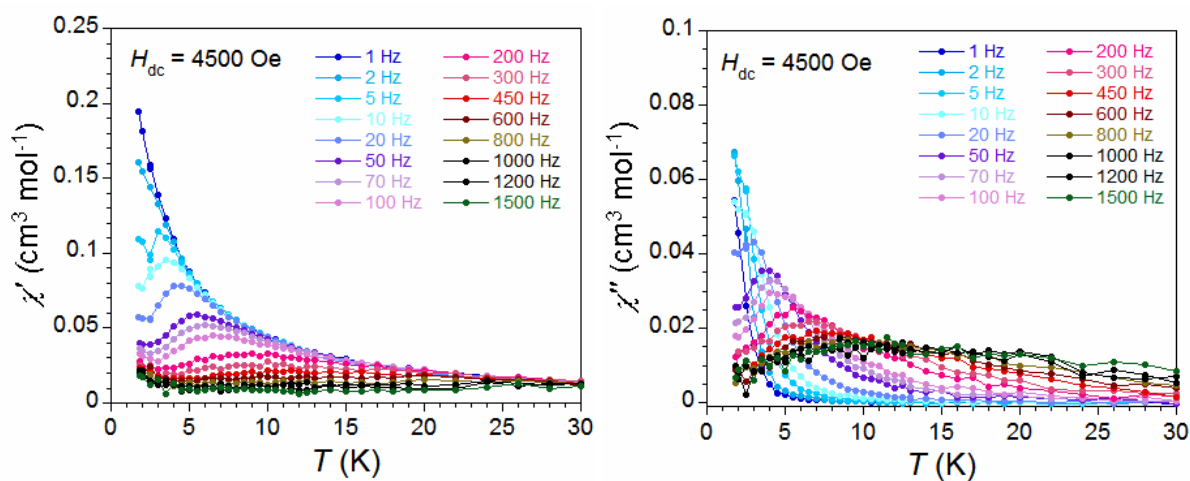 0.25
0.2
0.15
0.1
0.05
0
χ′ (cm³ mol⁻¹)
H_dc = 4500 Oe
1 Hz
2 Hz
5 Hz
10 Hz
20 Hz
50 Hz
70 Hz
100 Hz
200 Hz
300 Hz
450 Hz
600 Hz
800 Hz
1000 Hz
1200 Hz
1500 Hz
0 5 10 15 20 25 30
T (K)
0.1
0.08
0.06
0.04
0.02
0
χ″ (cm³ mol⁻¹)
H_dc = 4500 Oe
1 Hz
2 Hz
5 Hz
10 Hz
20 Hz
50 Hz
70 Hz
100 Hz
200 Hz
300 Hz
450 Hz
600 Hz
800 Hz
1000 Hz
1200 Hz
1500 Hz
0 5 10 15 20 25 30
T (K)